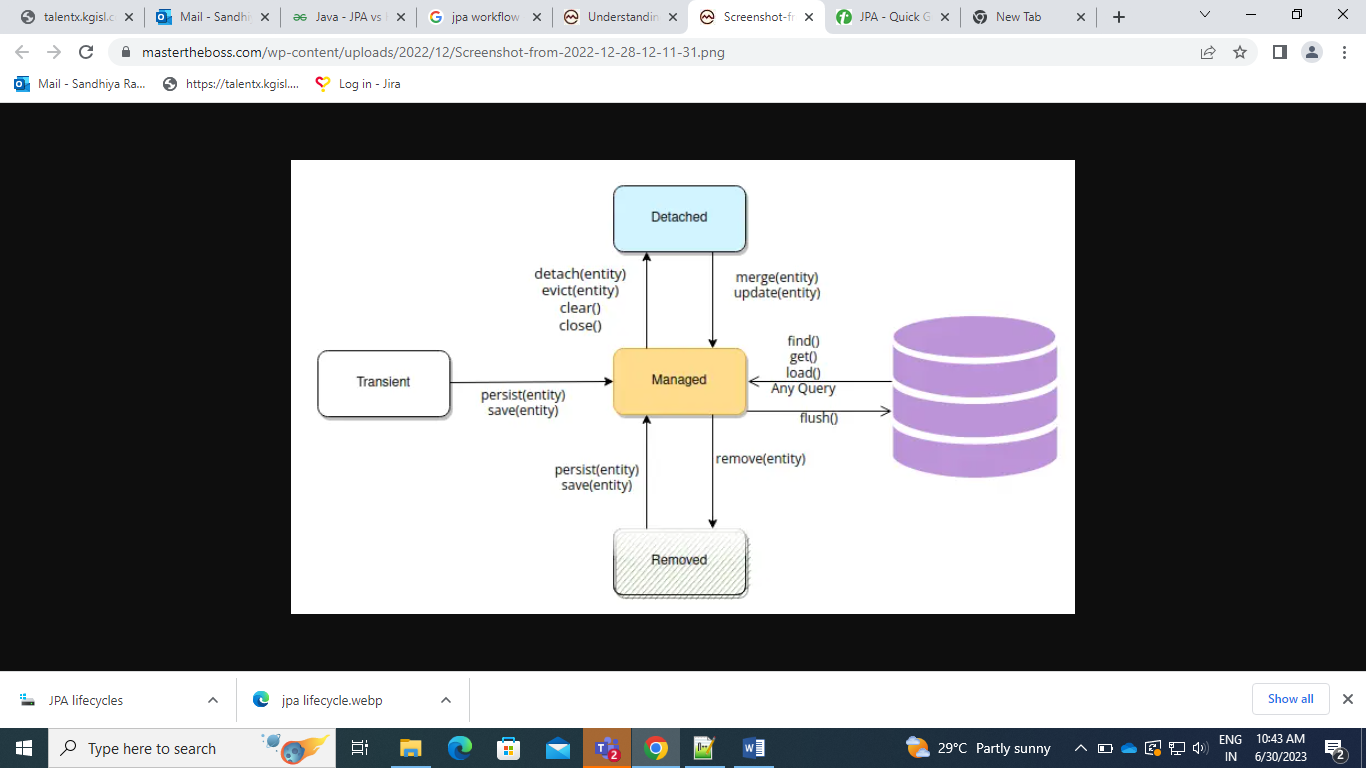 talentx.kgisl.c
Mail - Sandhi
Java - JPA vs
jpa workflow
Understandin
Screenshot-fr
JPA - Quick G
New Tab
mastertheboss.com/wp-content/uploads/2022/12/Screenshot-from-2022-12-28-12-11-31.png
Mail - Sandhiya Ra...
https://talentx.kgisl....
Log in - Jira
Detached
detach(entity)
evict(entity)
clear()
close()
merge(entity)
update(entity)
Transient
persist(entity)
save(entity)
Managed
find()
get()
load()
Any Query
flush()
persist(entity)
save(entity)
remove(entity)
Removed
JPA lifecycles
jpa lifecycle.webp
Show all
Type here to search
2
29°C Partly sunny
ENG
IN
10:43 AM
6/30/2023
2